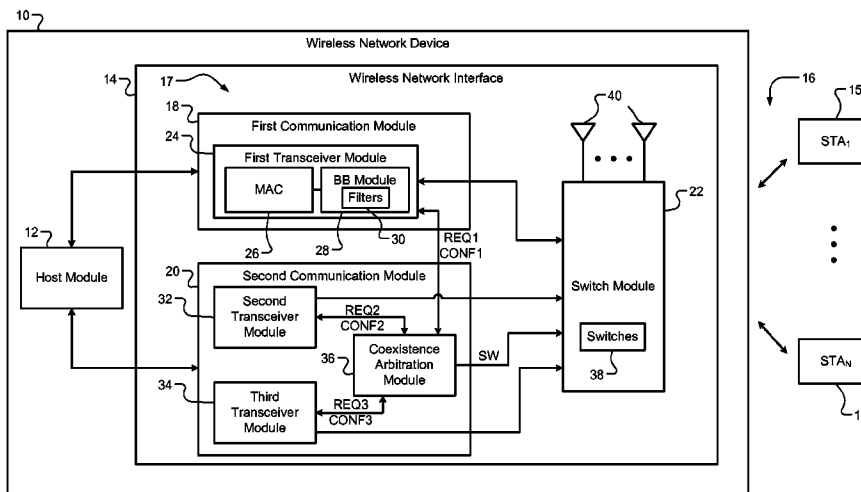 10
Wireless Network Device
14
17
Wireless Network Interface
16
15
18
First Communication Module
40
STA1
24
First Transceiver Module
MAC
BB Module
Filters
22
26
28
30
REQ1
CONF1
12
Host Module
20
Second Communication Module
Switch Module
32
Second
Transceiver
Module
REQ2
CONF2
36
Coexistence
Arbitration
Module
SW
Switches
38
STAN
34
Third
Transceiver
Module
REQ3
CONF3